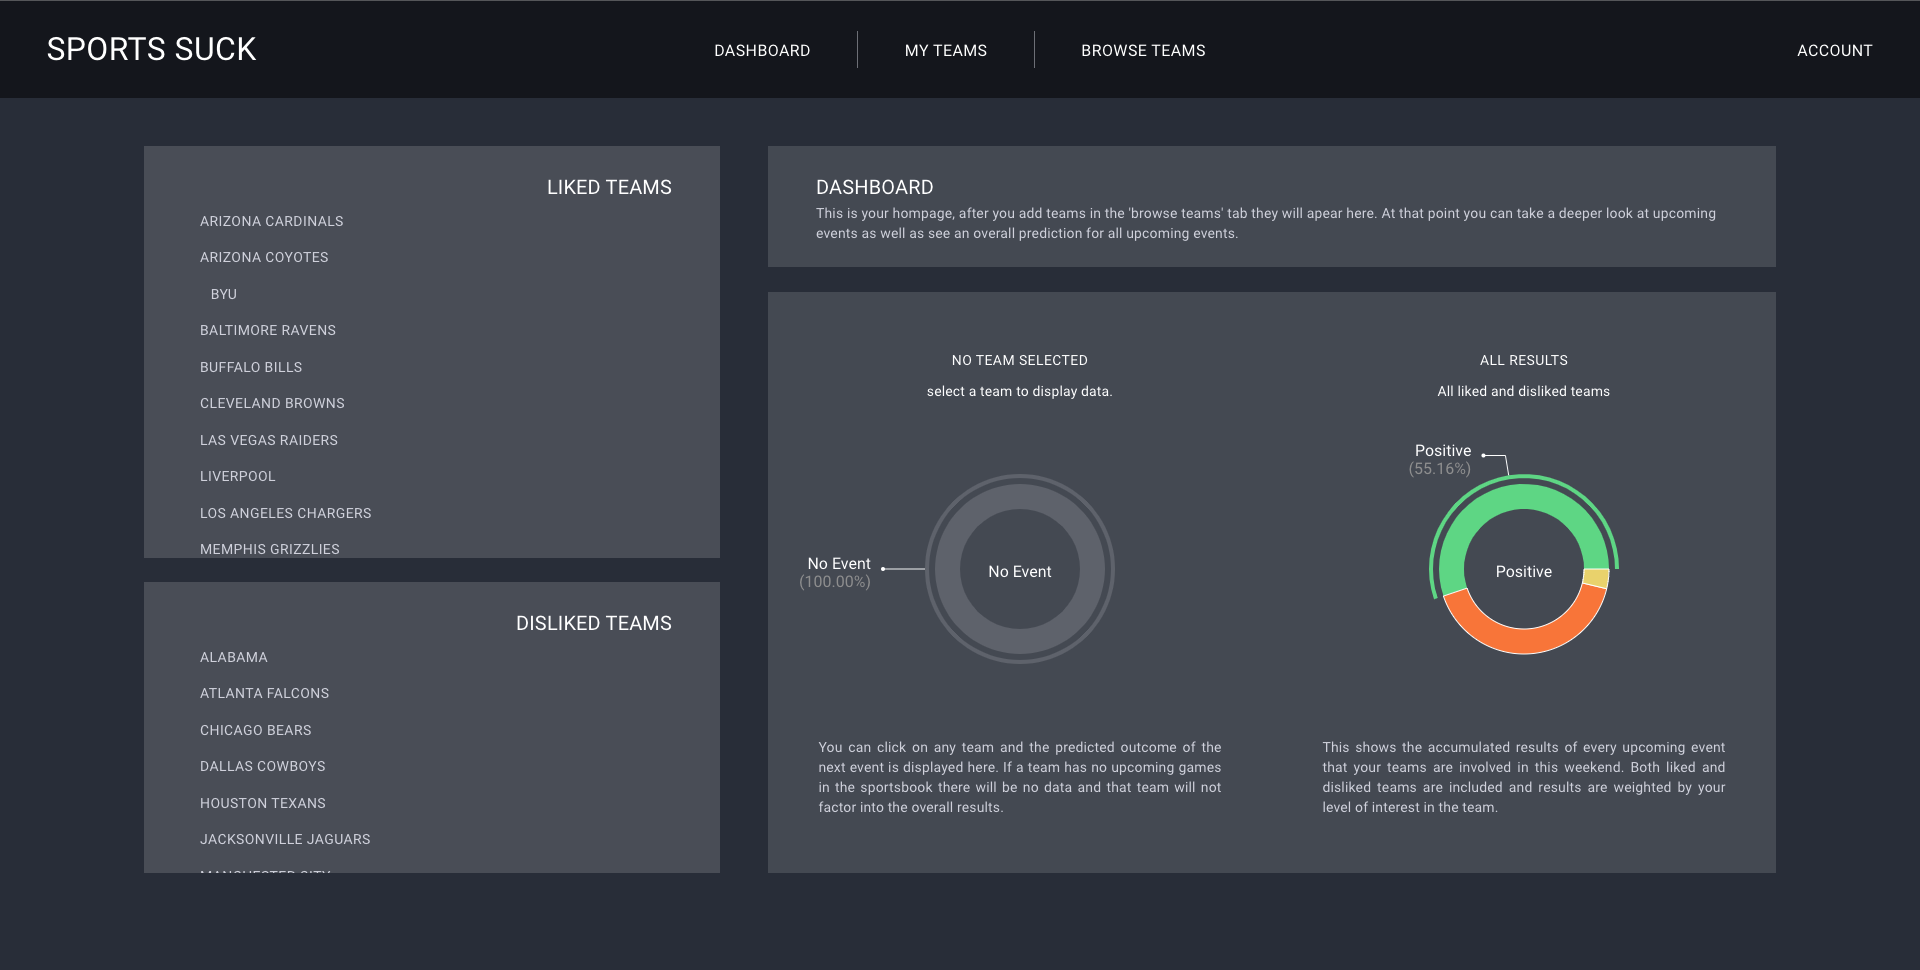 SPORTS SUCK
DASHBOARD
MY TEAMS
BROWSE TEAMS
ACCOUNT
LIKED TEAMS
ARIZONA CARDINALS
ARIZONA COYOTES
BYU
BALTIMORE RAVENS
BUFFALO BILLS
CLEVELAND BROWNS
LAS VEGAS RAIDERS
LIVERPOOL
LOS ANGELES CHARGERS
MEMPHIS GRIZZLIES
DISLIKED TEAMS
ALABAMA
ATLANTA FALCONS
CHICAGO BEARS
DALLAS COWBOYS
HOUSTON TEXANS
JACKSONVILLE JAGUARS
MANCHESTER CITY
DASHBOARD
This is your hompage, after you add teams in the 'browse teams' tab they will apear here. At that point you can take a deeper look at upcoming
events as well as see an overall prediction for all upcoming events.
NO TEAM SELECTED
select a team to display data.
No Event
(100.00%)
No Event
You can click on any team and the predicted outcome of the
next event is displayed here. If a team has no upcoming games
in the sportsbook there will be no data and that team will not
factor into the overall results.
ALL RESULTS
All liked and disliked teams
Positive
(55.16%)
Positive
This shows the accumulated results of every upcoming event
that your teams are involved in this weekend. Both liked and
disliked teams are included and results are weighted by your
level of interest in the team.